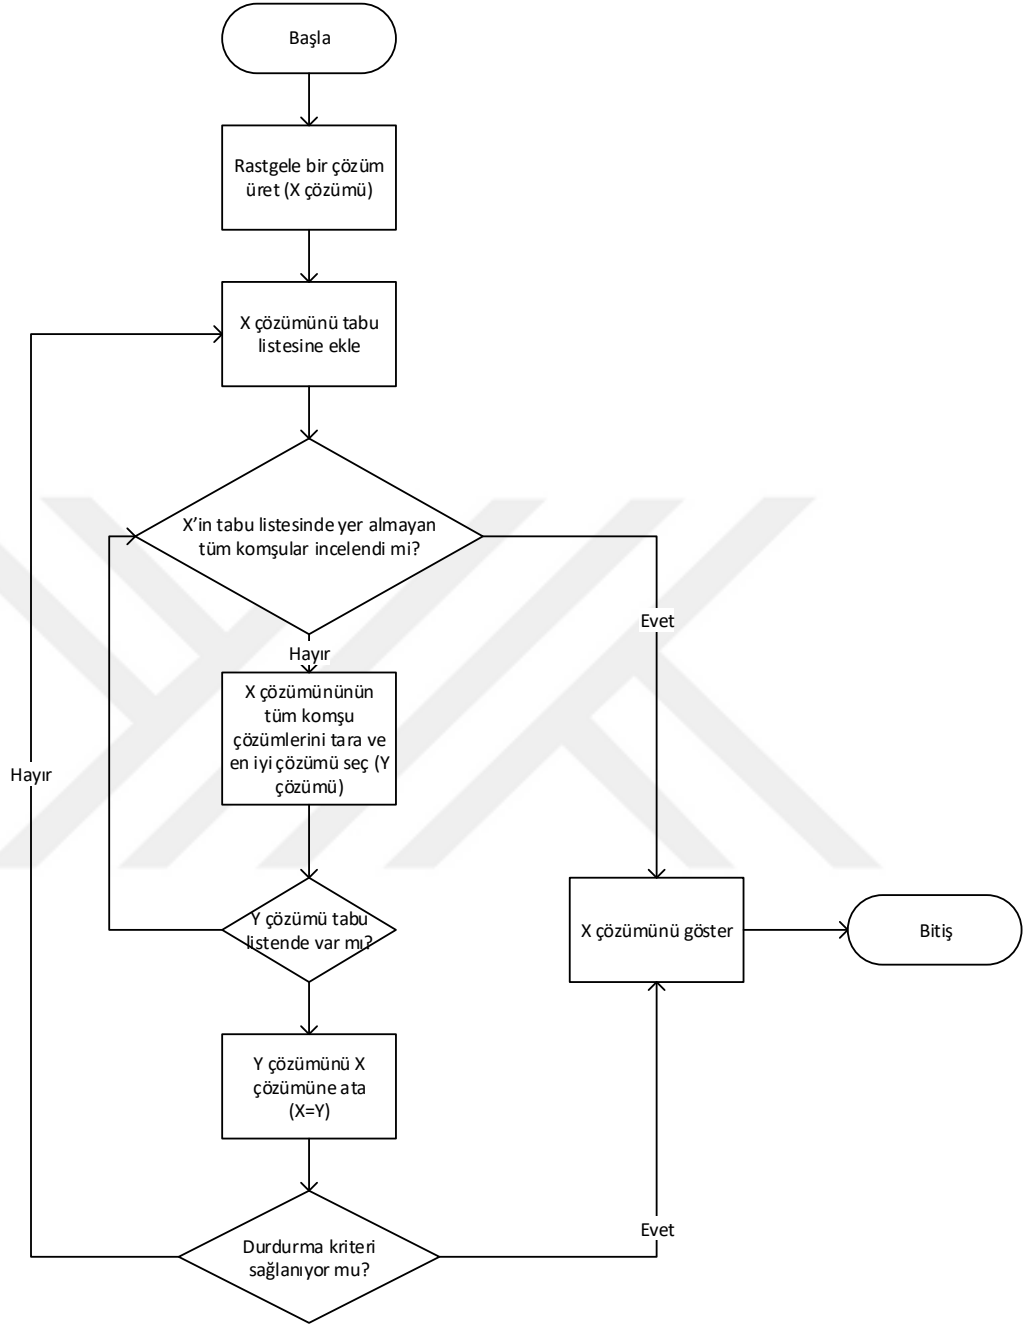 Başla
Rastgele bir çözüm
üret (X çözümü)
X çözümünü tabu
listesine ekle
X’in tabu listesinde yer almayan
tüm komşular incelendi mi?
Evet
Hayır
X çözümününün
tüm komşu
çözümlerini tara ve
en iyi çözümü seç (Y
çözümü)
Hayır
Y çözümü tabu
listende var mı?
X çözümünü göster
Bitiş
Y çözümünü X
çözümüne ata
(X=Y)
Evet
Durdurma kriteri
sağlanıyor mu?